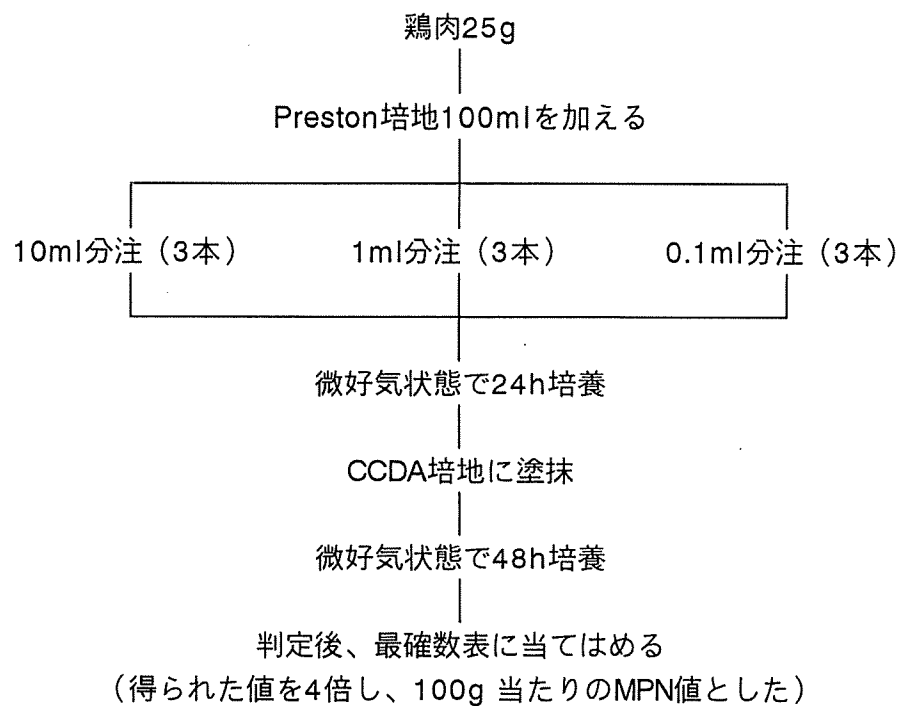 鶏肉25g
Preston培地100mlを加える
10ml分注（3本）
1ml分注（3本）
0.1ml分注（3本）
微好気状態で24h培養
CCDA培地に塗抹
微好気状態で48h培養
判定後、最確数表に当てはめる
（得られた値を4倍し、100g 当たりのMPN値とした）